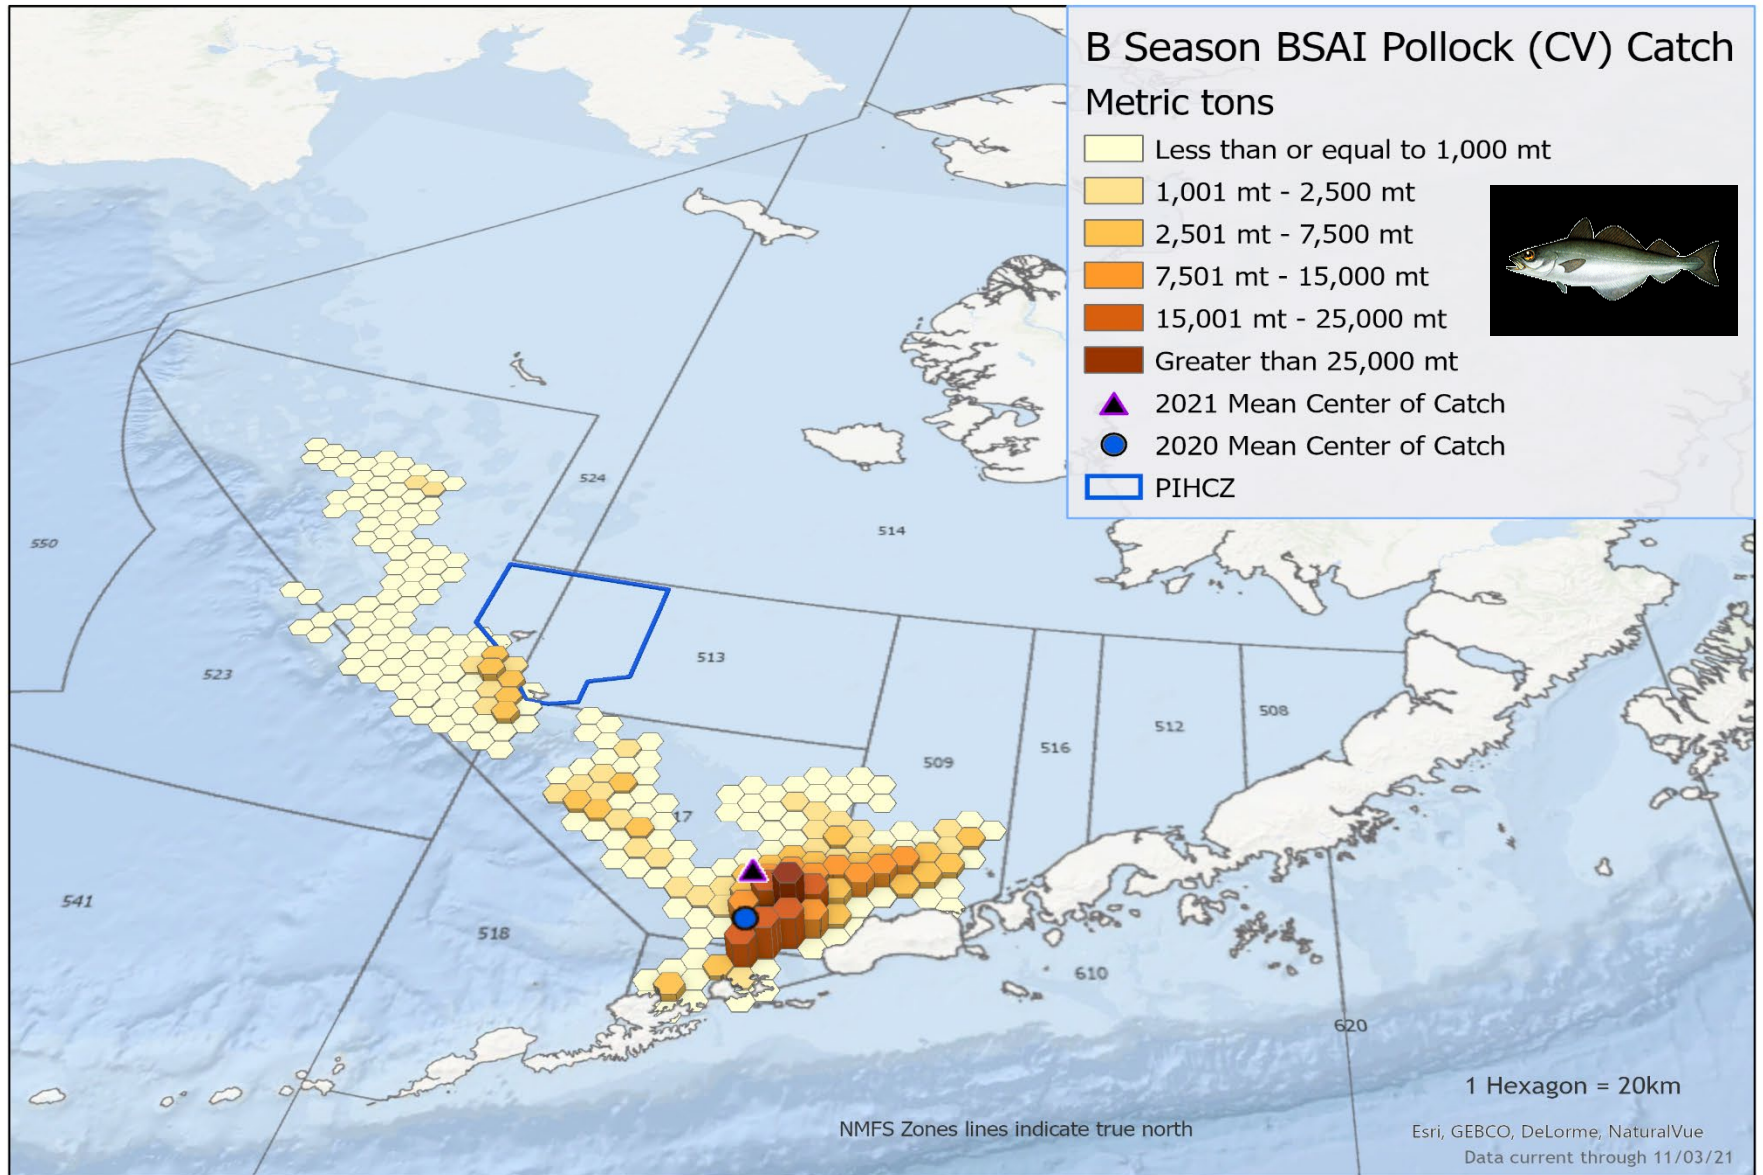 B Season BSAI Pollock (CV) Catch
Metric tons
Less than or equal to 1,000 mt
1,001 mt - 2,500 mt
2,501 mt - 7,500 mt
7,501 mt - 15,000 mt
15,001 mt - 25,000 mt
Greater than 25,000 mt
2021 Mean Center of Catch
2020 Mean Center of Catch
PIHCZ
524
514
550
513
523
508
512
516
509
17
541
518
610
620
1 Hexagon = 20km
NMFS Zones lines indicate true north
Esri, GEBCO, DeLorme, NaturalVue
Data current through 11/03/21